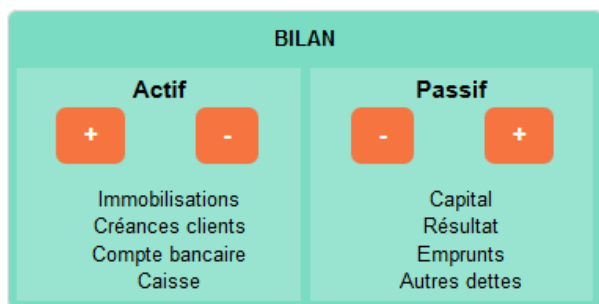 BILAN
Actif
+ -
Immobilisations
Créances clients
Compte bancaire
Caisse
Passif
- +
Capital
Résultat
Emprunts
Autres dettes